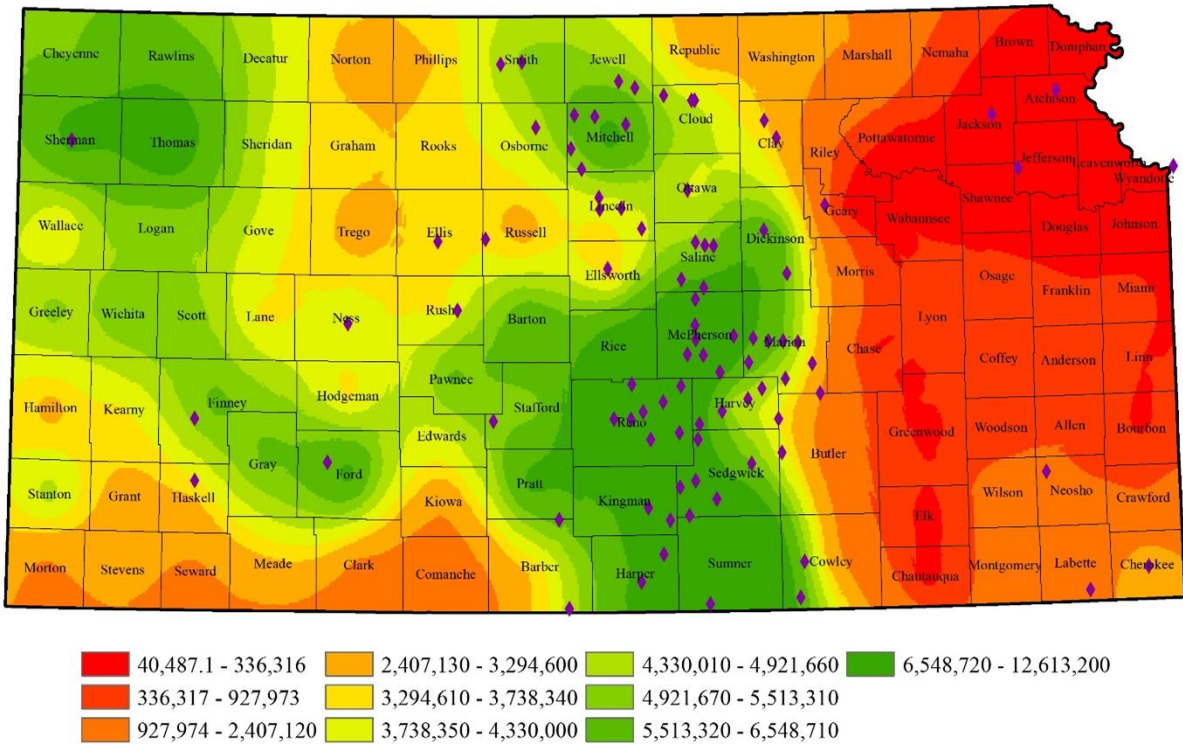 Cheyenne Rawlins Decatur Norton Phillips Smith Jewell Republic Washington Marshall Nemaha Brown Doniphan
Sherman Thomas Sheridan Graham Rooks Osborne Mitchell Cloud Clay Riley Pottawatomie Jackson Atchison
Jefferson Leavenworth Wyandotte
Wallace Logan Gove Trego Ellis Russell Lincoln Ottawa Saline Dickinson Geary Wabaunsee Shawnee Douglas Johnson
Ellsworth Morris Osage Franklin Miami
Greeley Wichita Scott Lane Ness Rush Barton Rice McPherson Marion Chase Lyon Coffey Anderson Linn
Hamilton Kearny Finney Hodgeman Pawnee Stafford Reno Harvey Greenwood Woodson Allen Bourbon
Gray Ford Edwards Sedgwick Butler
Stanton Grant Haskell Kiowa Pratt Kingman Elk Wilson Neosho Crawford
Morton Stevens Seward Meade Clark Comanche Barber Harper Sumner Cowley Chautauqua Montgomery Labette Cherokee
40,487.1 - 336,316 2,407,130 - 3,294,600 4,330,010 - 4,921,660 6,548,720 - 12,613,200
336,317 - 927,973 3,294,610 - 3,738,340 4,921,670 - 5,513,310
927,974 - 2,407,120 3,738,350 - 4,330,000 5,513,320 - 6,548,710